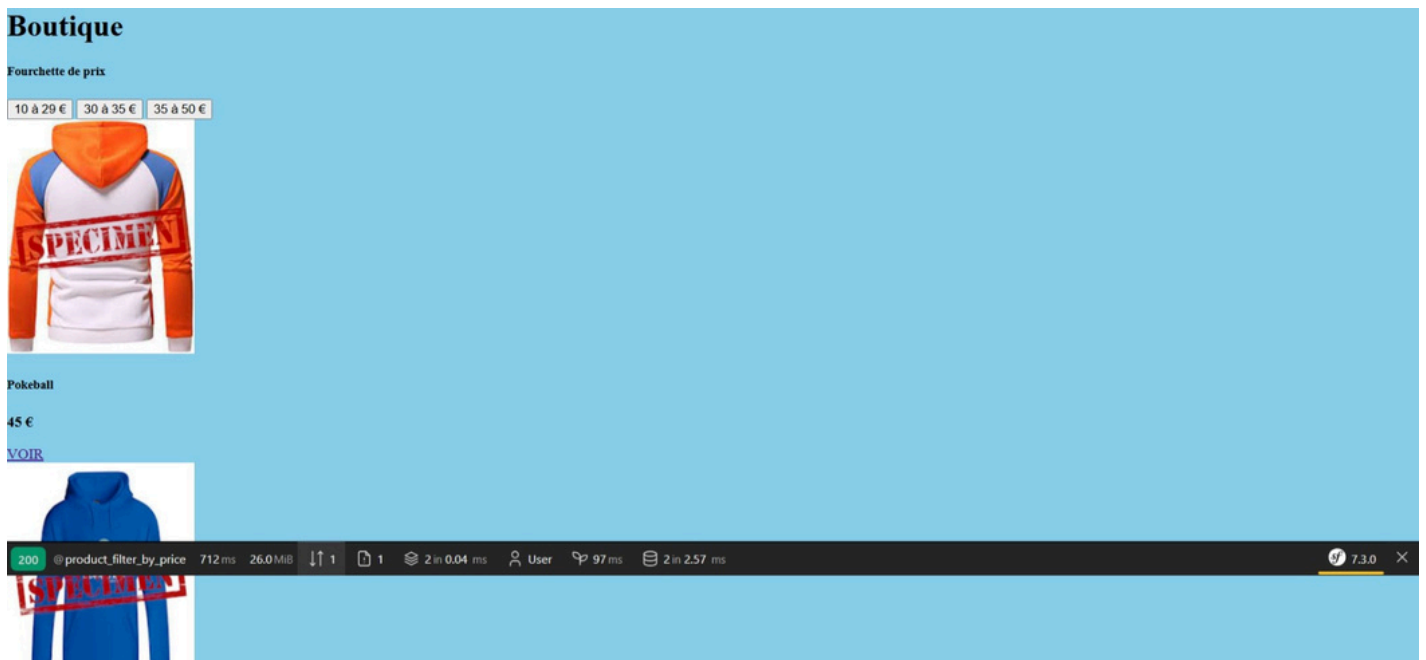 Boutique
Fourchette de prix
10 à 29 € 30 à 35 € 35 à 50 €
SPECIMEN
Pokeball
45 €
VOIR
200 @product_filter_by_price 712 ms 26.0 MiB 1 1 2 in 0.04 ms User 97 ms 2 in 2.57 ms sf 7.3.0
SPECIMEN